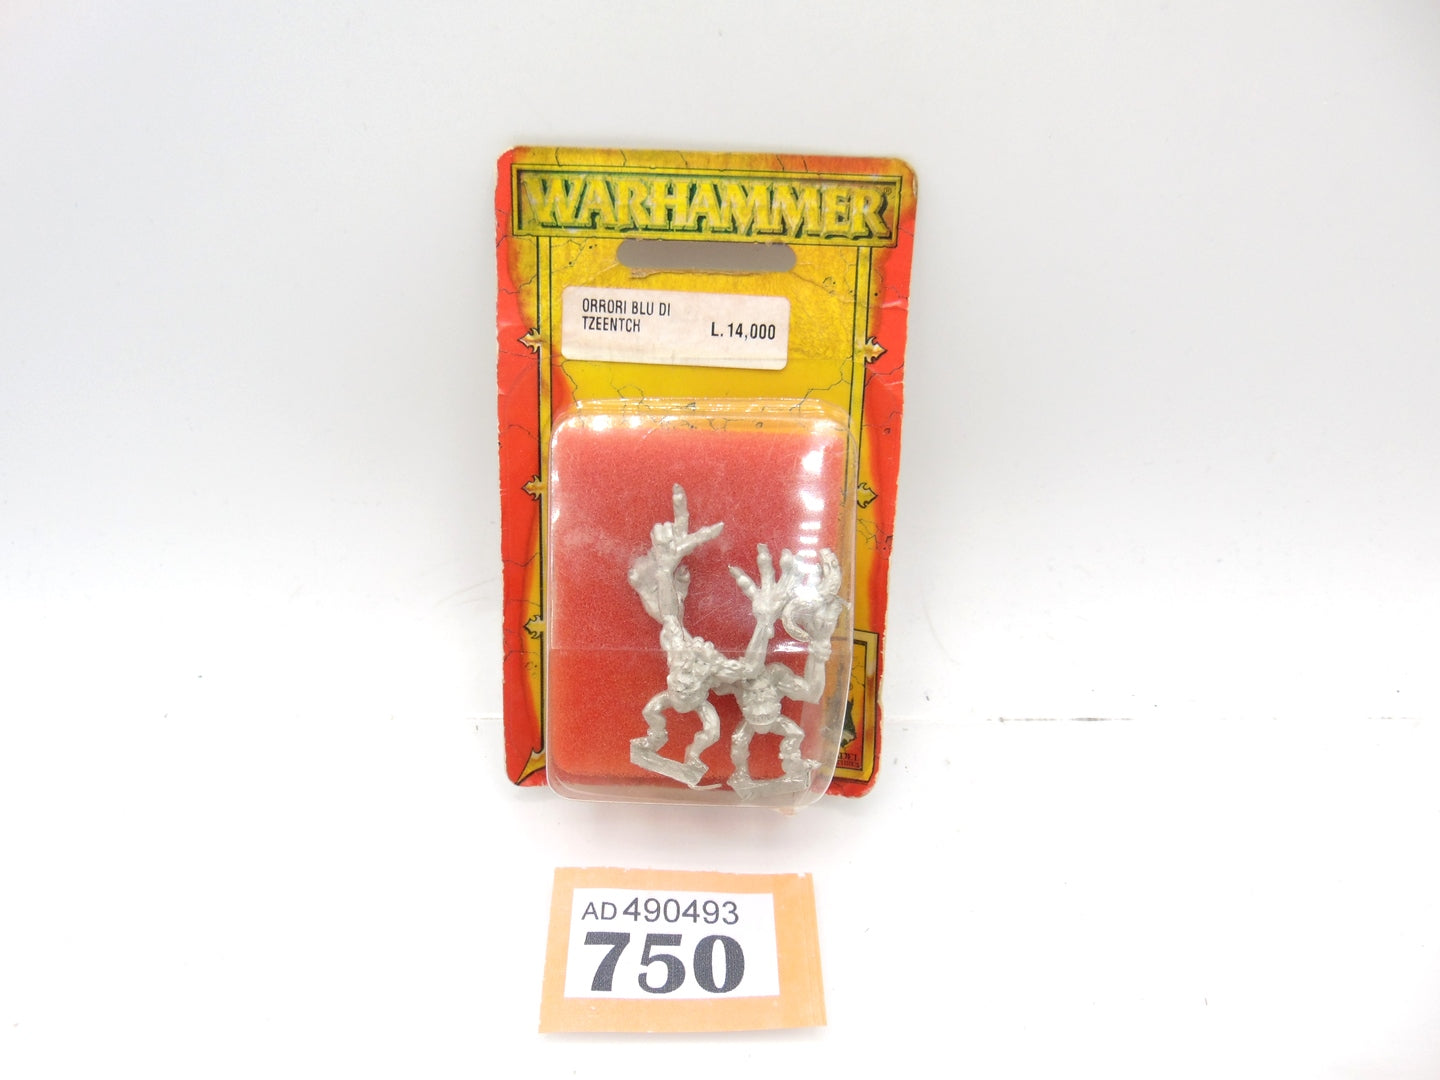 WARHAMMER
ORRORI BLU DI
TZEENTCH
L. 14,000
AD 490493
750